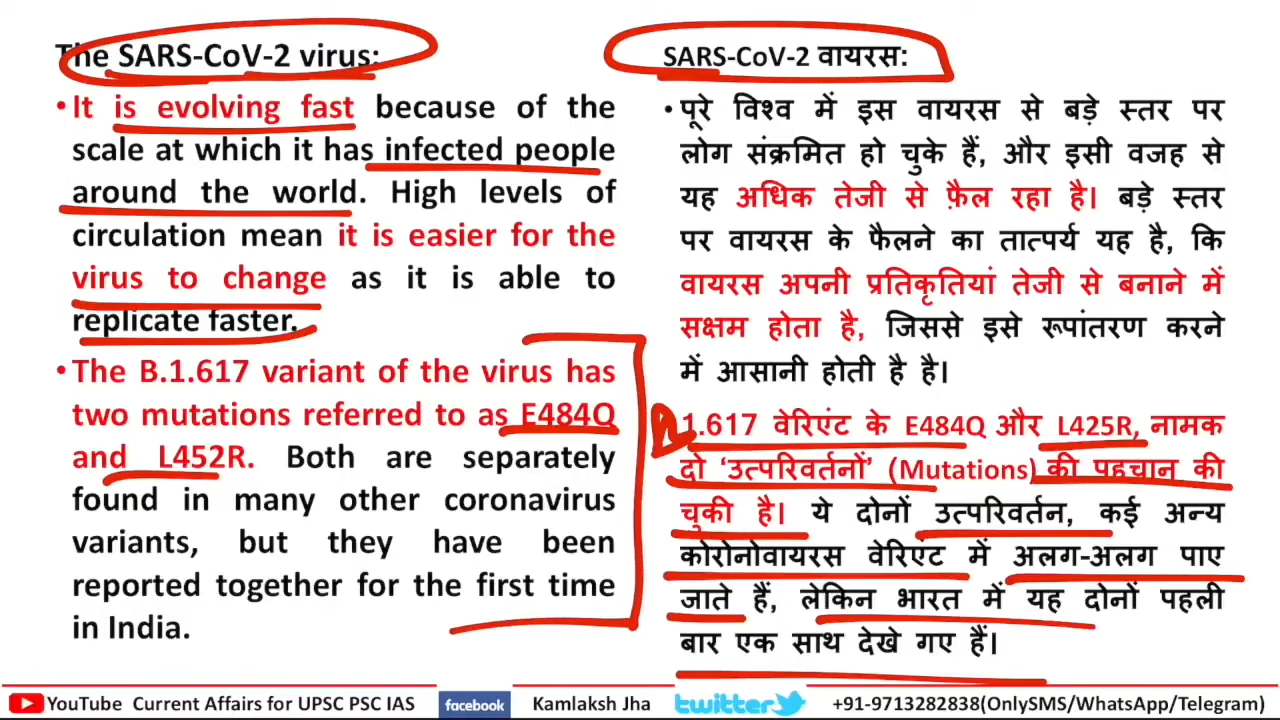 The SARS-CoV-2 virus:
•It is evolving fast because of the
scale at which it has infected people
around the world. High levels of
circulation mean it is easier for the
virus to change as it is able to
replicate faster.
•The B.1.617 variant of the virus has
two mutations referred to as E484Q
and L452R. Both are separately
found in many other coronavirus
variants, but they have been
reported together for the first time
in India.
SARS-CoV-2 वायरस:
•पूरे विश्व में इस वायरस से बड़े स्तर पर
लोग संक्रमित हो चुके हैं, और इसी वजह से
यह अधिक तेजी से फ़ैल रहा है। बड़े स्तर
पर वायरस के फैलने का तात्पर्य यह है, कि
वायरस अपनी प्रतिकृतियां तेजी से बनाने में
सक्षम होता है, जिससे इसे रूपांतरण करने
में आसानी होती है है।
B1.617 वेरिएंट के E484Q और L425R, नामक
दो ‘उत्परिवर्तनों’ (Mutations) की पहचान की
चुकी है। ये दोनों उत्परिवर्तन, कई अन्य
कोरोनोवायरस वेरिएंट में अलग-अलग पाए
जाते हैं, लेकिन भारत में यह दोनों पहली
बार एक साथ देखे गए हैं।
YouTube Current Affairs for UPSC PSC IAS facebook Kamlaksh Jha twitter +91-9713282838(OnlySMS/WhatsApp/Telegram)